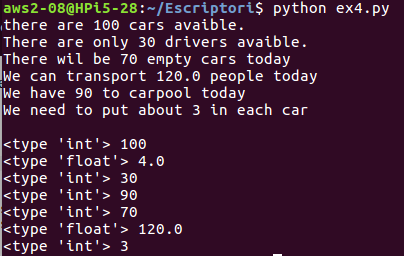 aws2-08@HPi5-28:~/Escriptori$ python ex4.py
there are 100 cars avaible.
There are only 30 drivers avaible.
There wil be 70 empty cars today
We can transport 120.0 people today
We have 90 to carpool today
We need to put about 3 in each car
<type 'int'> 100
<type 'float'> 4.0
<type 'int'> 30
<type 'int'> 90
<type 'int'> 70
<type 'float'> 120.0
<type 'int'> 3